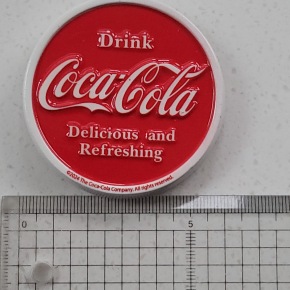 Drink
Coca-Cola
Delicious and
Refreshing
©2024 The Coca-Cola Company. All rights reserved.
0 5